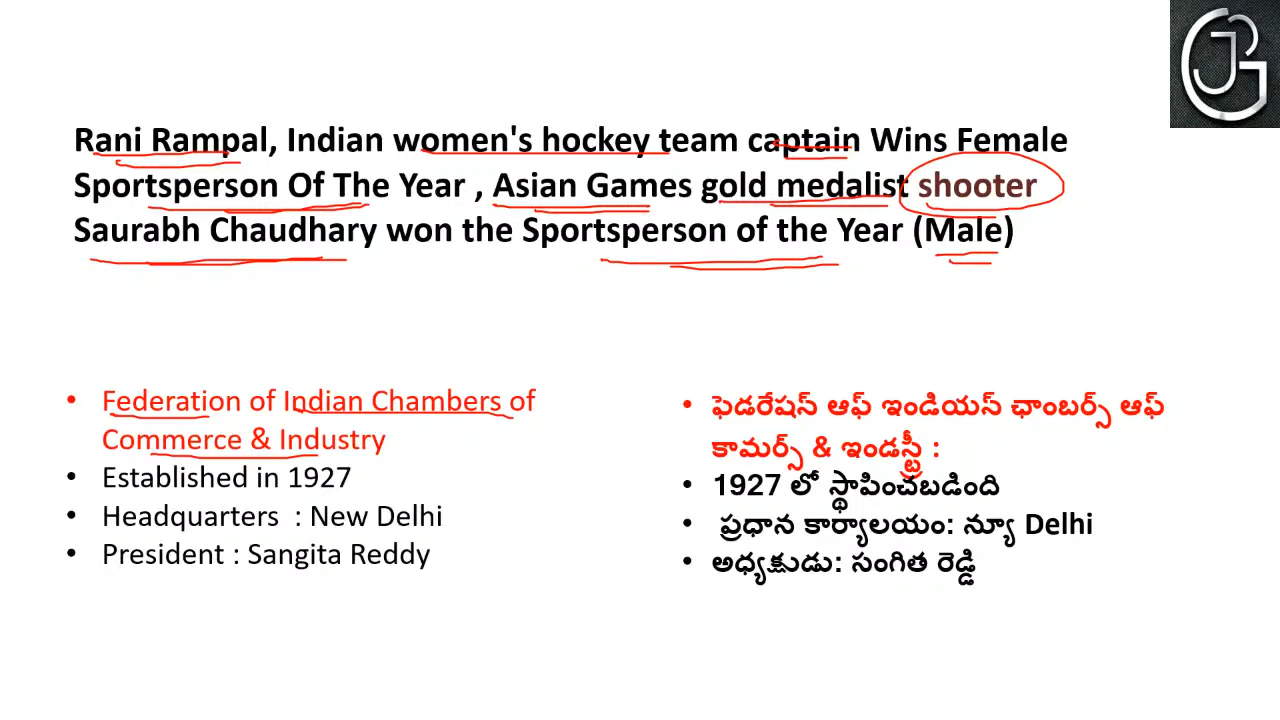 Rani Rampal, Indian women's hockey team captain Wins Female
Sportsperson Of The Year , Asian Games gold medalist shooter
Saurabh Chaudhary won the Sportsperson of the Year (Male)
• Federation of Indian Chambers of
Commerce & Industry
• Established in 1927
• Headquarters : New Delhi
• President : Sangita Reddy
• ఫెడరేషన్ ఆఫ్ ఇండియన్ ఛాంబర్స్ ఆఫ్
కామర్స్ & ఇండస్ట్రీ :
• 1927 లో స్థాపించబడింది
• ప్రధాన కార్యాలయం: న్యూ Delhi
• అధ్యక్షుడు: సంగిత రెడ్డి